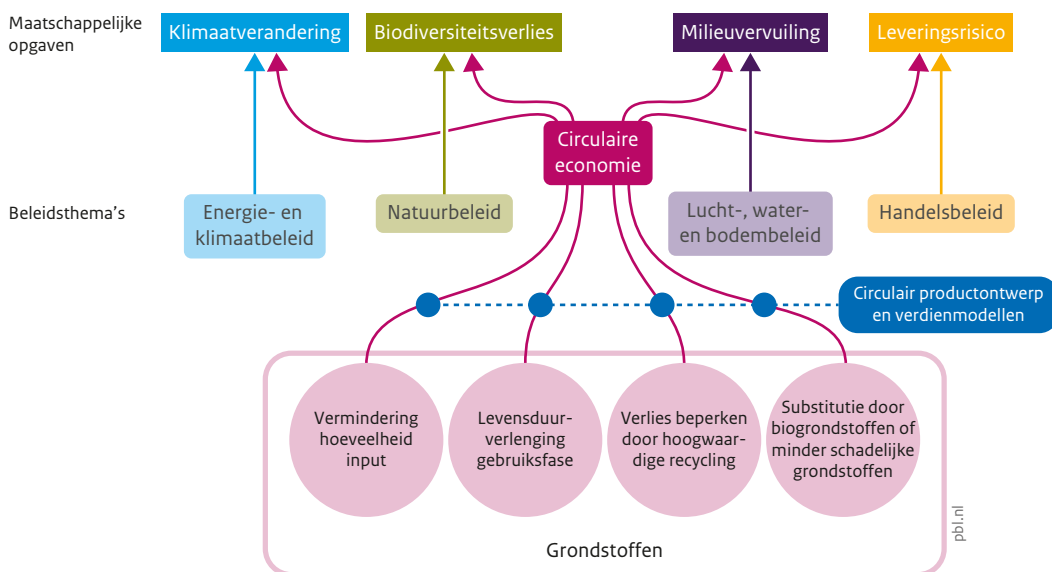 Maatschappelijke
opgaven
Klimaatverandering
Biodiversiteitsverlies
Milieuvervuiling
Leveringsrisico
Circulaire
economie
Beleidsthema's
Energie- en
klimaatbeleid
Natuurbeleid
Lucht-, water-
en bodembeleid
Handelsbeleid
Circulair productontwerp
en verdienmodellen
Vermindering
hoeveelheid
input
Levensduur-
verlenging
gebruiksfase
Verlies beperken
door hoogwaar-
dige recycling
Substitutie door
biogrondstoffen of
minder schadelijke
grondstoffen
Grondstoffen
pbl.nl